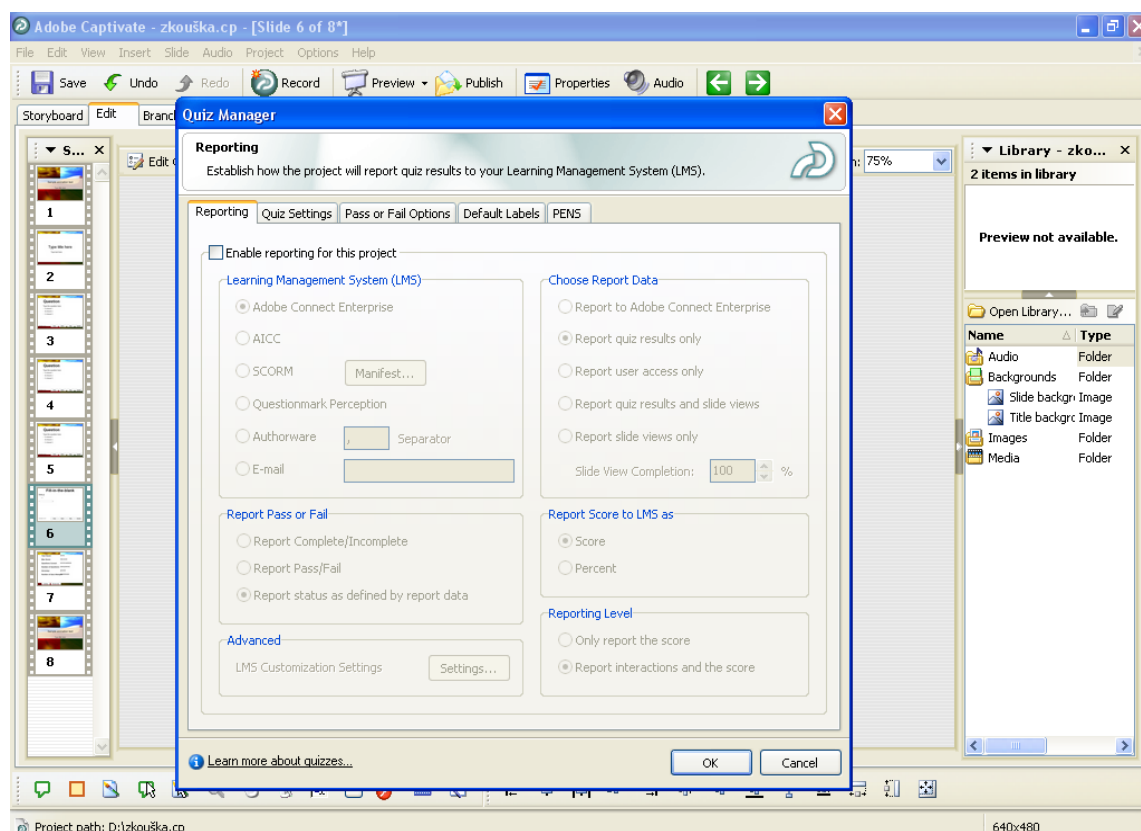 Adobe Captivate - zkouška.cp - [Slide 6 of 8*]
File Edit View Insert Slide Audio Project Options Help
Save Undo Redo Record Preview Publish Properties Audio
Storyboard Edit Branc
Quiz Manager
Reporting
Establish how the project will report quiz results to your Learning Management System (LMS).
Reporting Quiz Settings Pass or Fail Options Default Labels PENS
Enable reporting for this project
Learning Management System (LMS)
Adobe Connect Enterprise
AICC
SCORM Manifest...
Questionmark Perception
Authorware , Separator
E-mail
Choose Report Data
Report to Adobe Connect Enterprise
Report quiz results only
Report user access only
Report quiz results and slide views
Report slide views only
Slide View Completion: 100 %
Report Pass or Fail
Report Complete/Incomplete
Report Pass/Fail
Report status as defined by report data
Report Score to LMS as
Score
Percent
Advanced
LMS Customization Settings Settings...
Reporting Level
Only report the score
Report interactions and the score
Learn more about quizzes...
OK Cancel
S...
Edit
1
2
3
4
5
6
7
8
75%
Library - zko...
2 items in library
Preview not available.
Open Library...
Name Type
Audio Folder
Backgrounds Folder
Slide backgr Image
Title backgrc Image
Images Folder
Media Folder
Project path: D:\zkouška.cp
640x480